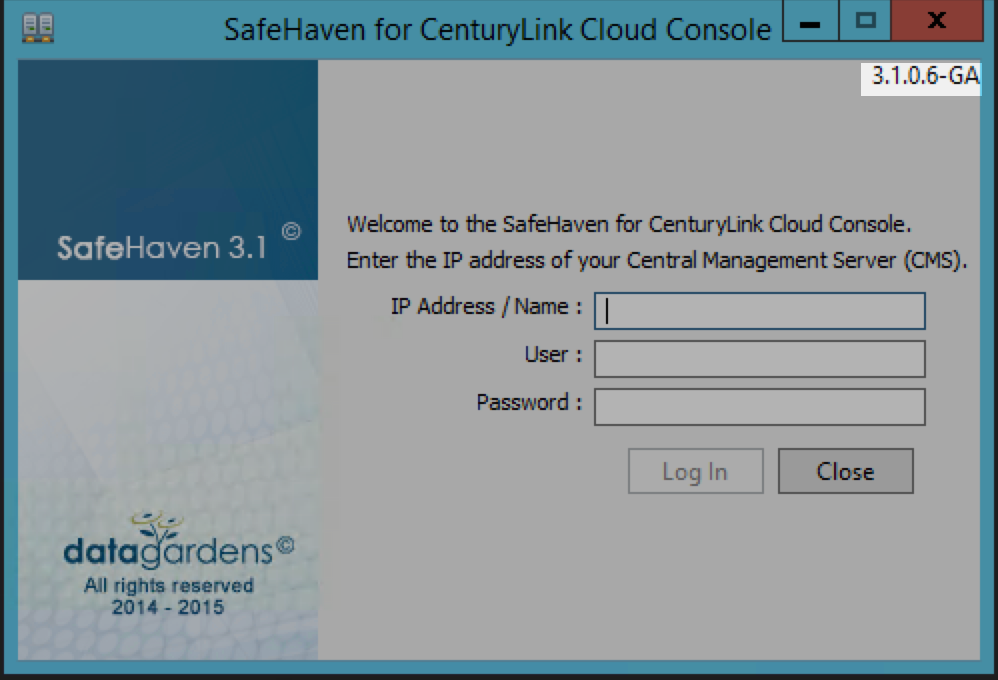 SafeHaven for CenturyLink Cloud Console
3.1.0.6-GA
SafeHaven 3.1 ©
Welcome to the SafeHaven for CenturyLink Cloud Console.
Enter the IP address of your Central Management Server (CMS).
IP Address / Name :
User :
Password :
Log In
Close
datagardens©
All rights reserved
2014 - 2015